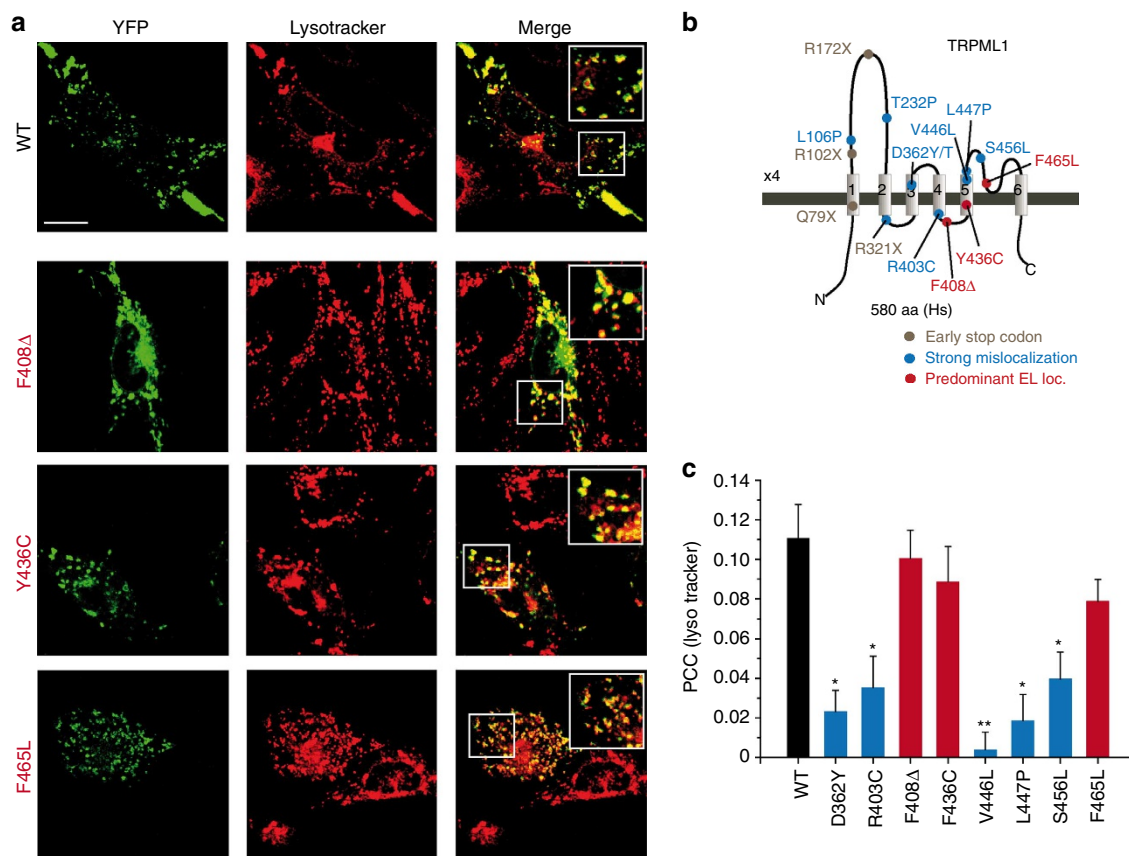 a
YFP
Lysotracker
Merge
WT
F408Δ
Y436C
F465L
b
TRPML1
R172X
T232P
L447P
V446L
L106P
R102X
D362Y/T
S456L
F465L
x4
1
2
3
4
5
6
Q79X
R321X
R403C
Y436C
F408Δ
N
C
580 aa (Hs)
Early stop codon
Strong mislocalization
Predominant EL loc.
c
PCC (lyso tracker)
0.14
0.12
0.10
0.08
0.06
0.04
0.02
0
*
*
**
*
*
WT
D362Y
R403C
F408Δ
F436C
V446L
L447P
S456L
F465L